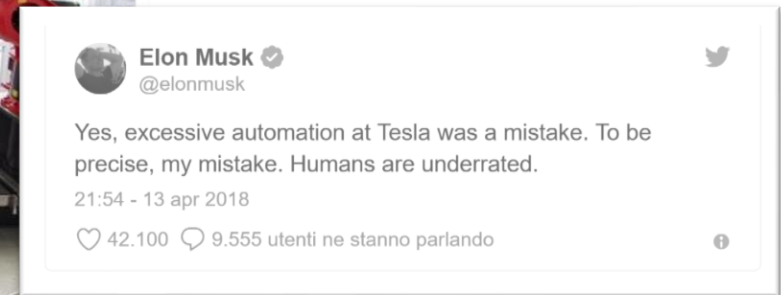 Elon Musk
@elonmusk
Yes, excessive automation at Tesla was a mistake. To be
precise, my mistake. Humans are underrated.
21:54 - 13 apr 2018
42.100 9.555 utenti ne stanno parlando